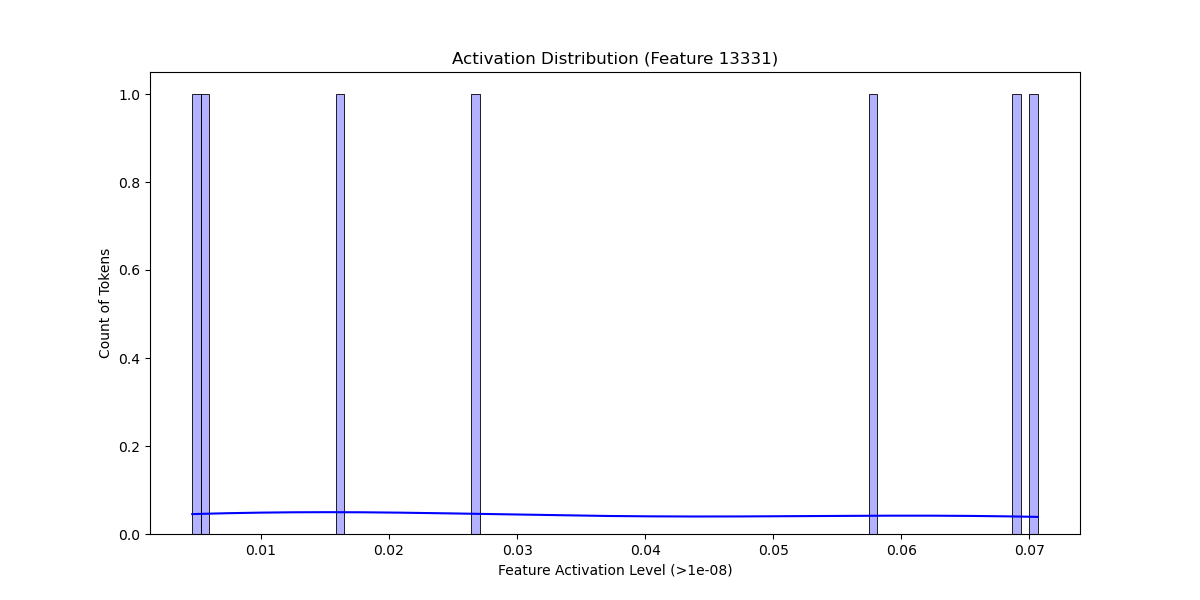 Activation Distribution (Feature 13331)
1.0
0.8
0.6
0.4
0.2
0.0
Count of Tokens
0.01 0.02 0.03 0.04 0.05 0.06 0.07
Feature Activation Level (>1e-08)